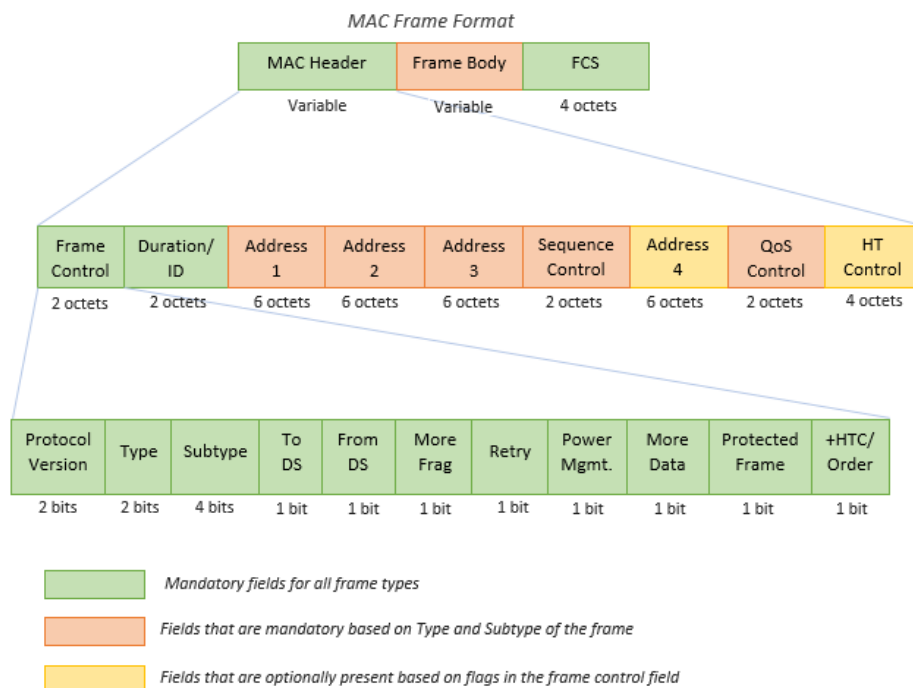 MAC Frame Format
MAC Header Frame Body FCS
Variable Variable 4 octets
Frame Control Duration/ ID Address 1 Address 2 Address 3 Sequence Control Address 4 QoS Control HT Control
2 octets 2 octets 6 octets 6 octets 6 octets 2 octets 6 octets 2 octets 4 octets
Protocol Version Type Subtype To DS From DS More Frag Retry Power Mgmt. More Data Protected Frame +HTC/ Order
2 bits 2 bits 4 bits 1 bit 1 bit 1 bit 1 bit 1 bit 1 bit 1 bit 1 bit
Mandatory fields for all frame types
Fields that are mandatory based on Type and Subtype of the frame
Fields that are optionally present based on flags in the frame control field